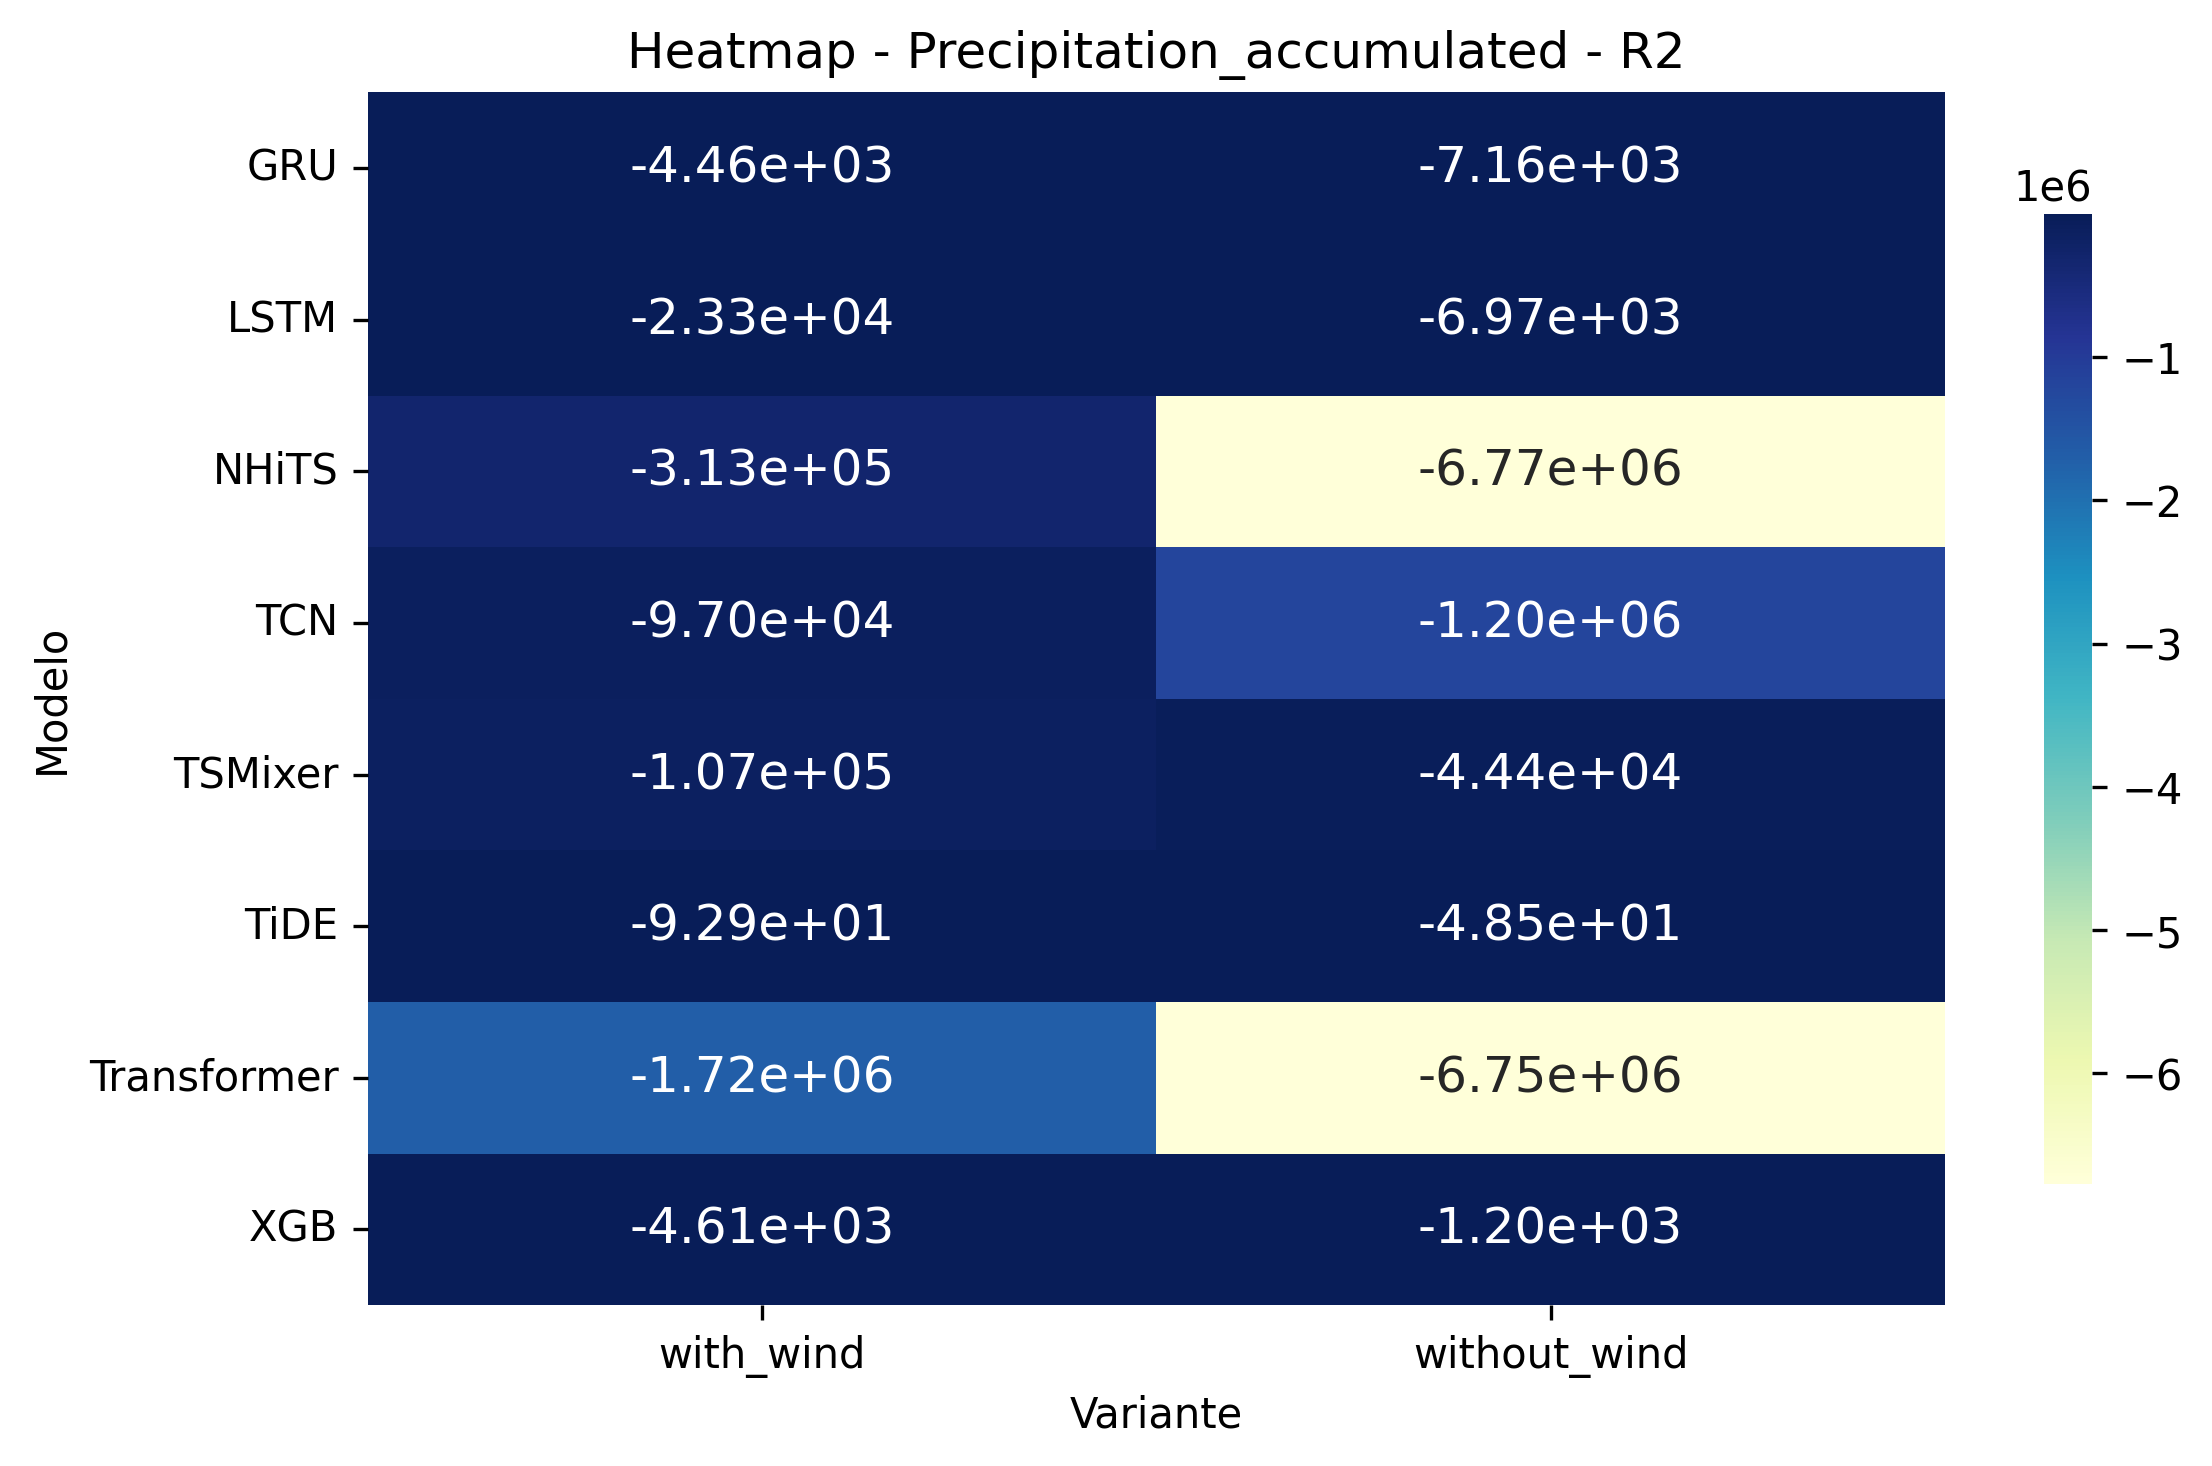 Heatmap - Precipitation_accumulated - R2
1e6
GRU -4.46e+03 -7.16e+03
LSTM -2.33e+04 -6.97e+03
NHiTS -3.13e+05 -6.77e+06
TCN -9.70e+04 -1.20e+06
TSMixer -1.07e+05 -4.44e+04
TiDE -9.29e+01 -4.85e+01
Transformer -1.72e+06 -6.75e+06
XGB -4.61e+03 -1.20e+03
with_wind without_wind
Variante
Modelo
−1
−2
−3
−4
−5
−6